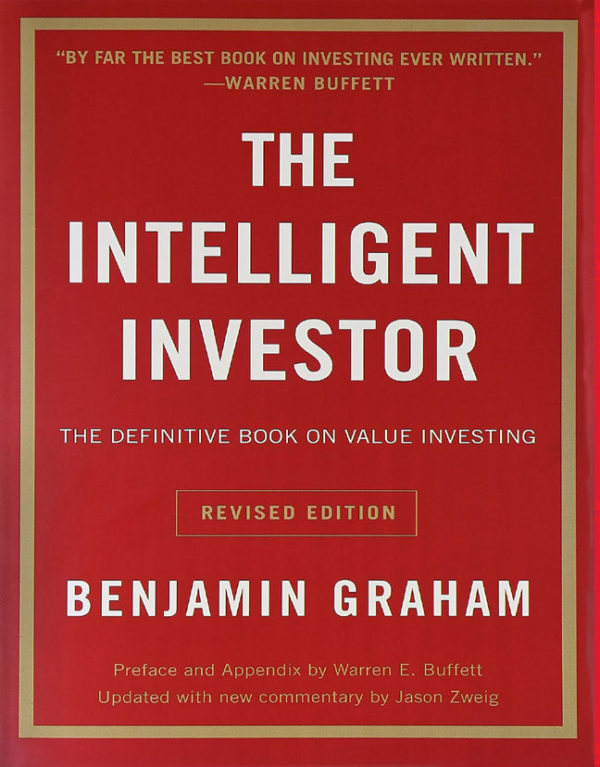 “BY FAR THE BEST BOOK ON INVESTING EVER WRITTEN.”
—WARREN BUFFETT
THE
INTELLIGENT
INVESTOR
THE DEFINITIVE BOOK ON VALUE INVESTING
REVISED EDITION
BENJAMIN GRAHAM
Preface and Appendix by Warren E. Buffett
Updated with new commentary by Jason Zweig